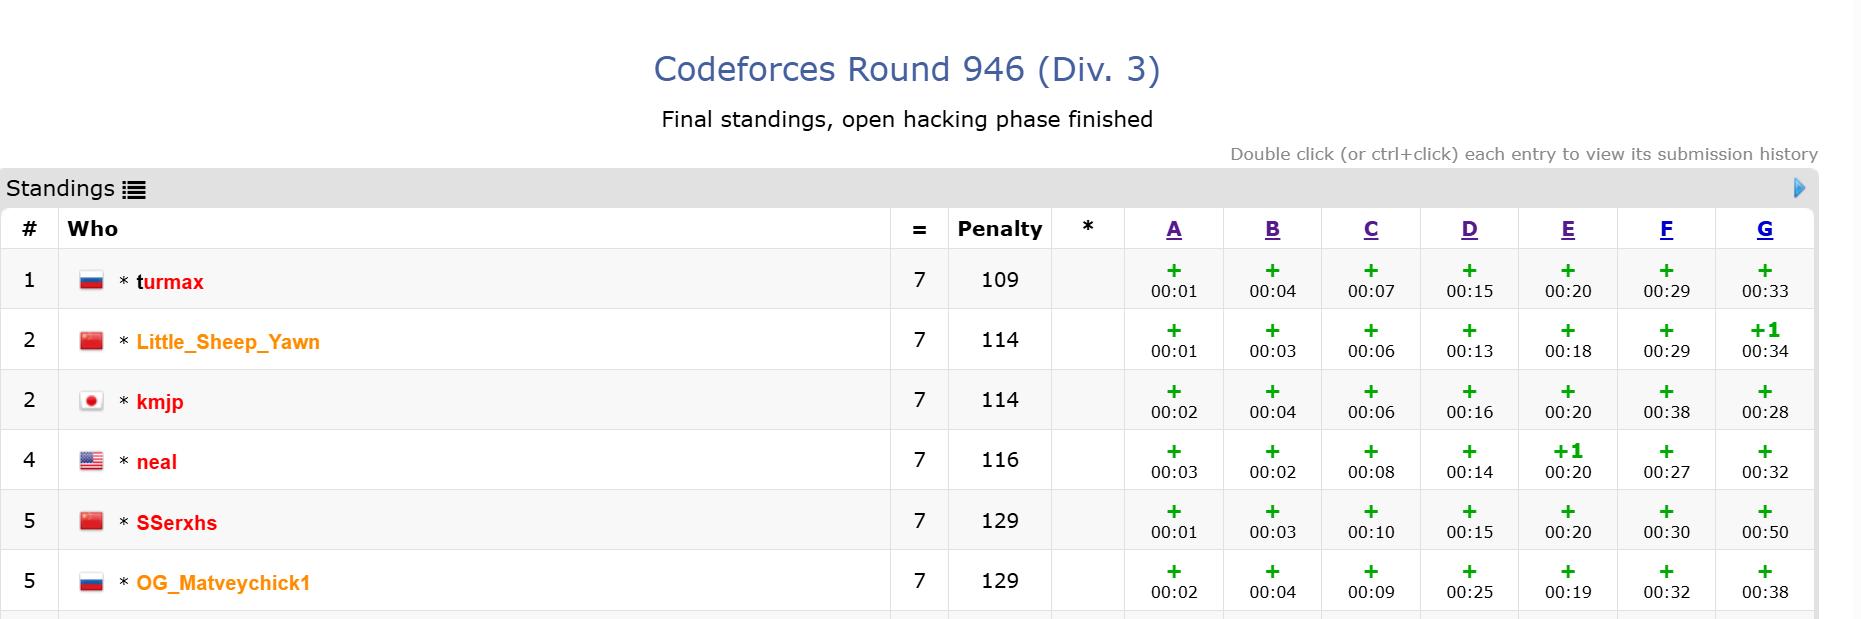 Codeforces Round 946 (Div. 3)
Final standings, open hacking phase finished
Double click (or ctrl+click) each entry to view its submission history
Standings
# Who = Penalty * A B C D E F G
1 * turmax 7 109 + + + + + + +
00:01 00:04 00:07 00:15 00:20 00:29 00:33
2 * Little_Sheep_Yawn 7 114 + + + + + + +1
00:01 00:03 00:06 00:13 00:18 00:29 00:34
2 * kmjp 7 114 + + + + + + +
00:02 00:04 00:06 00:16 00:20 00:38 00:28
4 * neal 7 116 + + + + +1 + +
00:03 00:02 00:08 00:14 00:20 00:27 00:32
5 * SSerxhs 7 129 + + + + + + +
00:01 00:03 00:10 00:15 00:20 00:30 00:50
5 * OG_Matveychick1 7 129 + + + + + + +
00:02 00:04 00:09 00:25 00:19 00:32 00:38